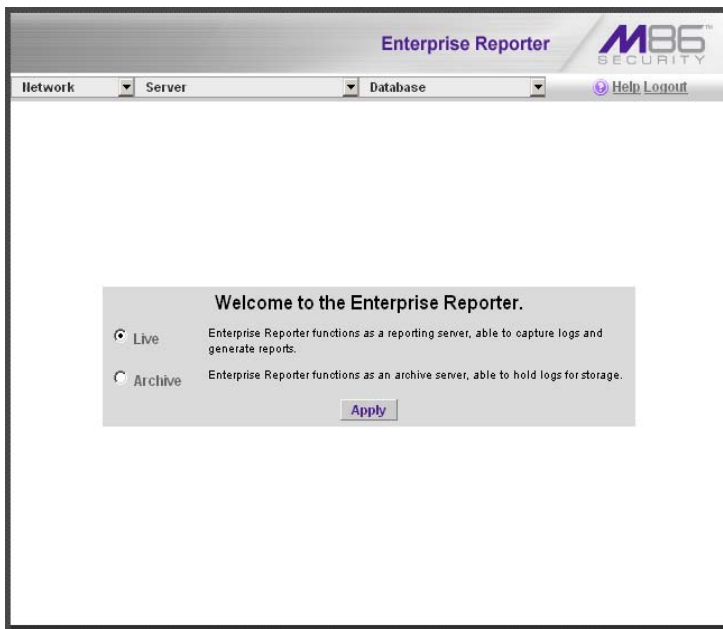 Enterprise Reporter
M86
SECURITY
™
Network
Server
Database
Help Logout
Welcome to the Enterprise Reporter.
Live
Enterprise Reporter functions as a reporting server, able to capture logs and
generate reports.
Archive
Enterprise Reporter functions as an archive server, able to hold logs for storage.
Apply